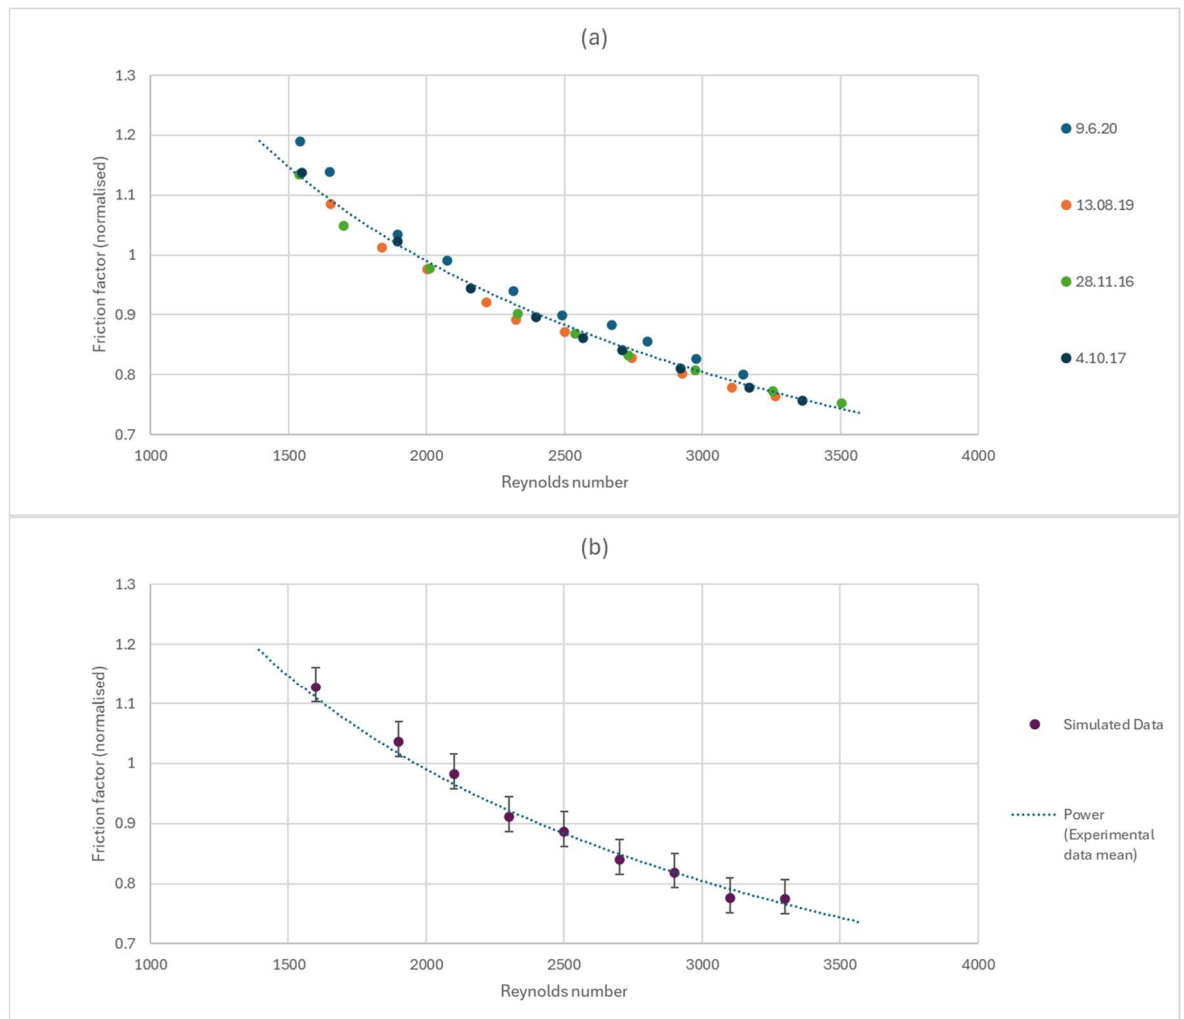 (a)
1.3
1.2
1.1
1
0.9
0.8
0.7
Friction factor (normalised)
1000 1500 2000 2500 3000 3500 4000
Reynolds number
9.6.20
13.08.19
28.11.16
4.10.17
(b)
1.3
1.2
1.1
1
0.9
0.8
0.7
Friction factor (normalised)
1000 1500 2000 2500 3000 3500 4000
Reynolds number
Simulated Data
Power
(Experimental
data mean)